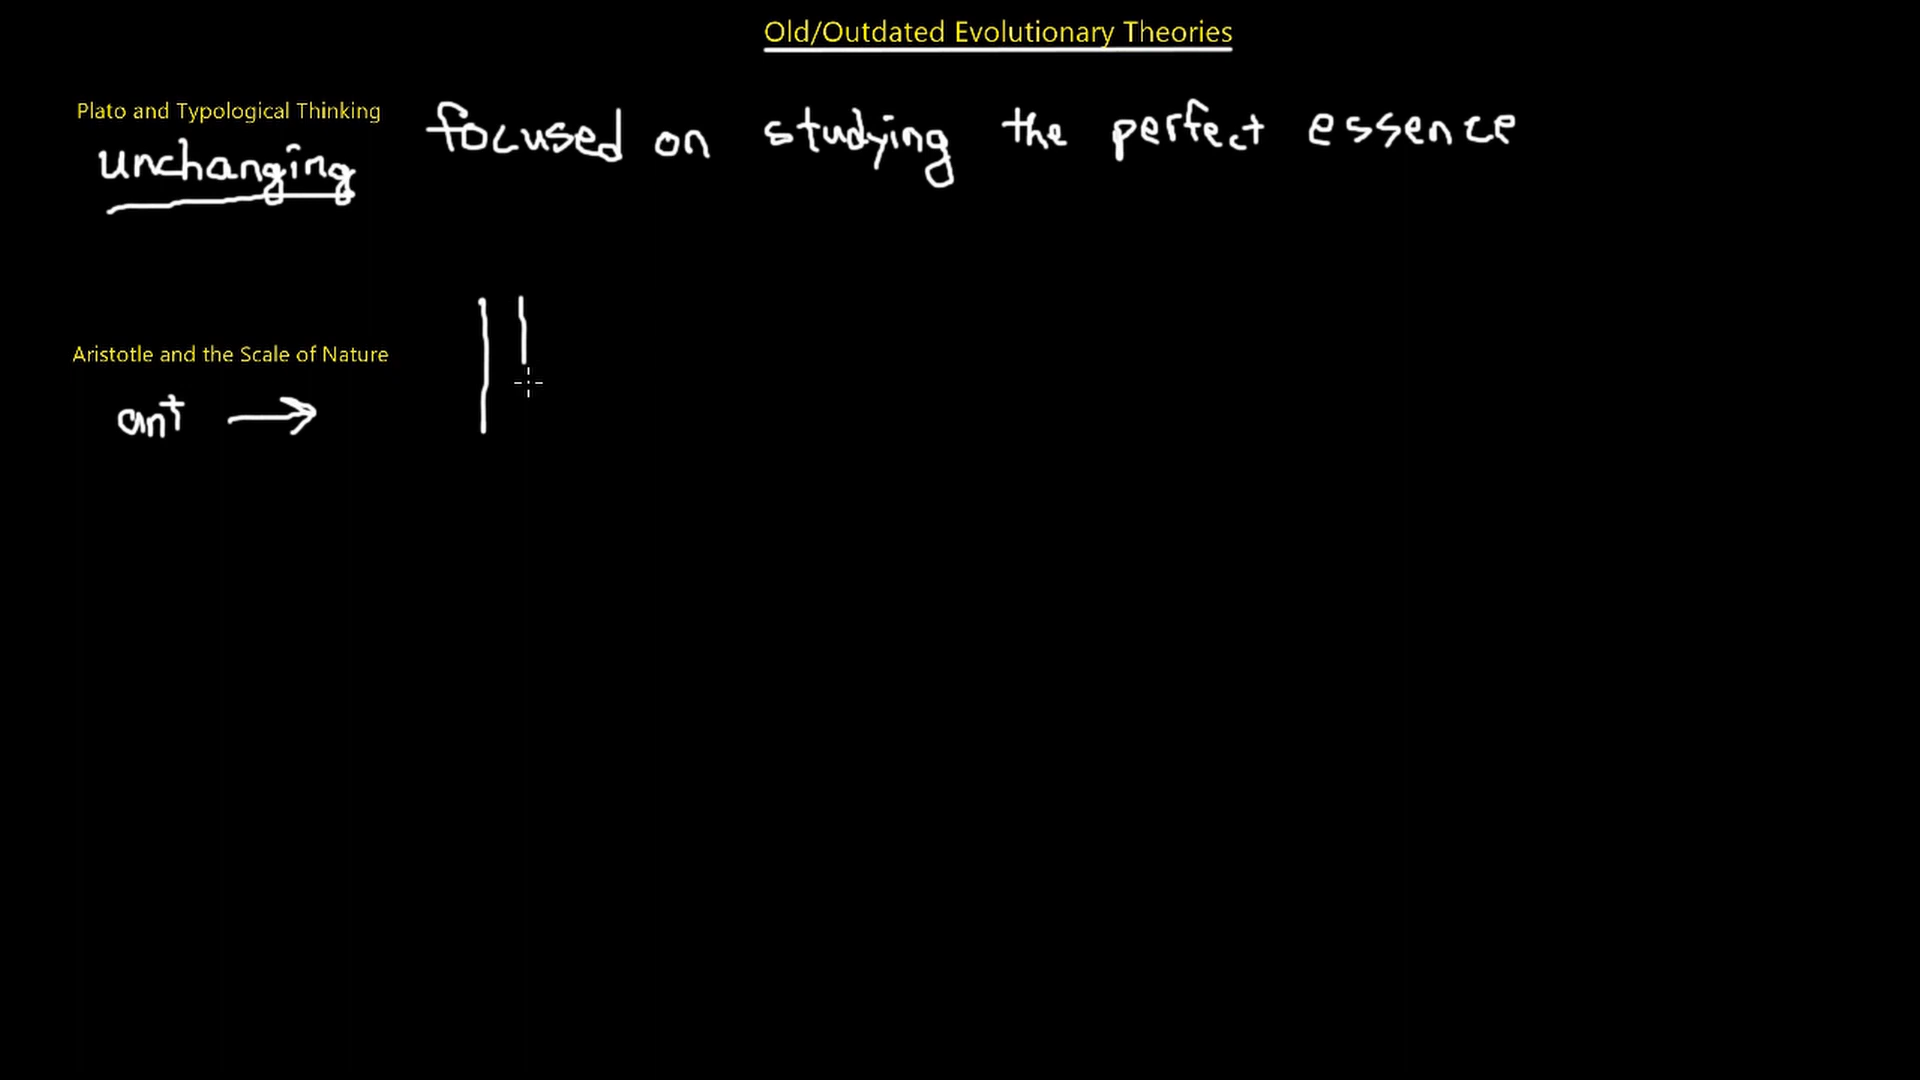 Old/Outdated Evolutionary Theories
Plato and Typological Thinking
focused on studying the perfect essence
unchanging
Aristotle and the Scale of Nature
ant →